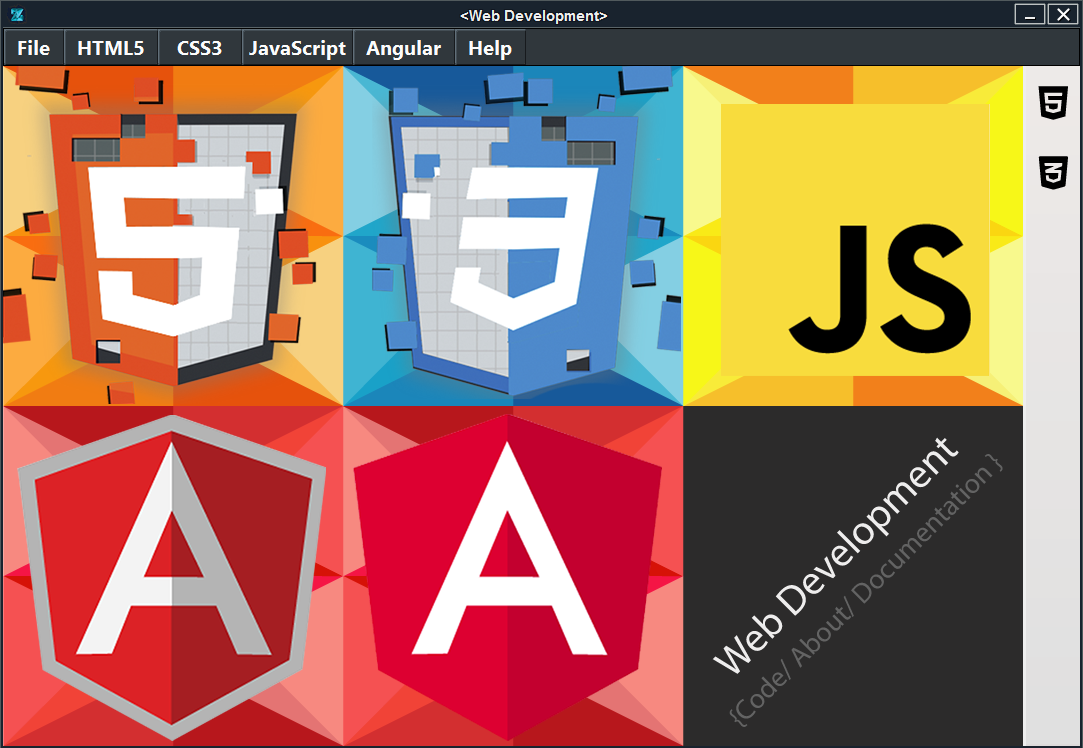 <Web Development>
File HTML5 CSS3 JavaScript Angular Help
5 3 JS
5
3
A A
Web Development
{Code/ About/ Documentation }